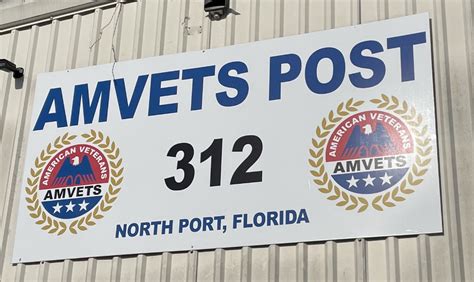 AMVETS POST
312
NORTH PORT, FLORIDA
AMERICAN VETERANS
AMVETS
AMERICAN VETERANS
AMVETS